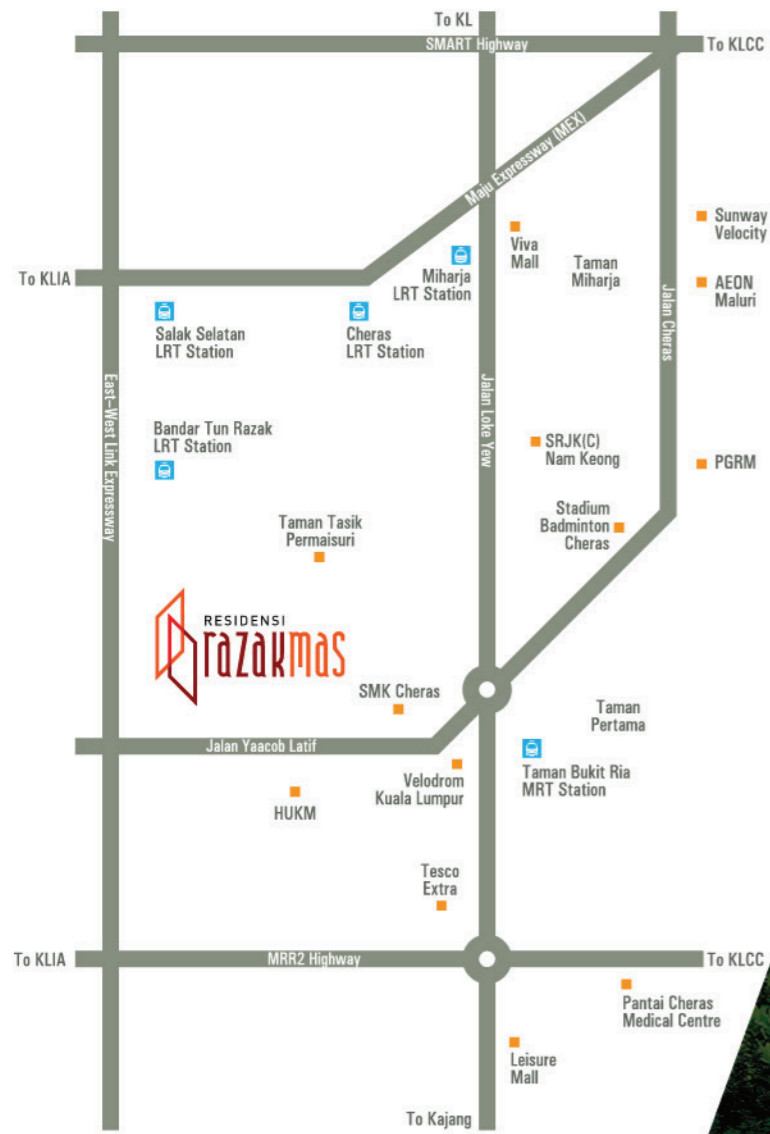 To KL
SMART Highway
To KLCC
Maju Expressway (MEX)
Sunway
Velocity
Viva
Mall
Taman
Miharja
Miharja
LRT Station
To KLIA
AEON
Maluri
Jalan Cheras
Salak Selatan
LRT Station
Cheras
LRT Station
East-West Link Expressway
Jalan Loke Yew
Bandar Tun Razak
LRT Station
SRJK(C)
Nam Keong
PGRM
Stadium
Badminton
Cheras
Taman Tasik
Permaisuri
RESIDENSI
razakmas
SMK Cheras
Taman
Pertama
Jalan Yaacob Latif
Taman Bukit Ria
MRT Station
Velodrom
Kuala Lumpur
HUKM
Tesco
Extra
To KLIA
MRR2 Highway
To KLCC
Pantai Cheras
Medical Centre
Leisure
Mall
To Kajang